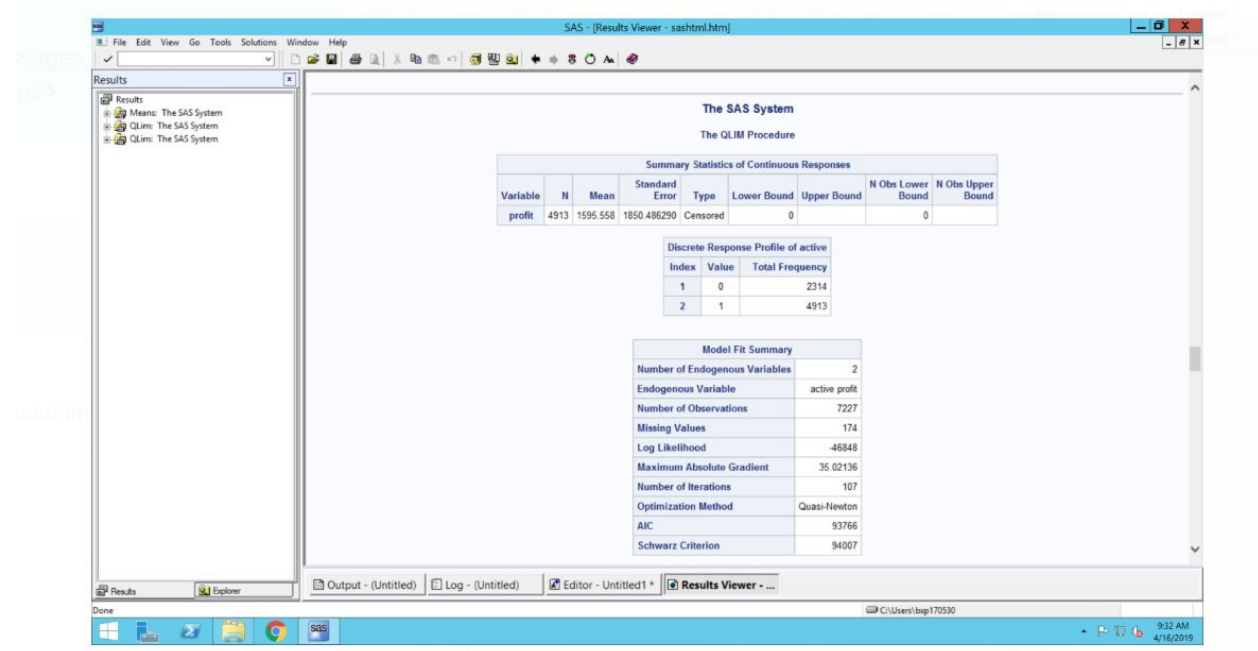 SAS - [Results Viewer - sashtml.htm]
File Edit View Go Tools Solutions Window Help
Results
Results
Means: The SAS System
QLim: The SAS System
QLim: The SAS System
The SAS System
The QLIM Procedure
Summary Statistics of Continuous Responses
Variable N Mean Standard Error Type Lower Bound Upper Bound N Obs Lower Bound N Obs Upper Bound
profit 4913 1595.558 1850.486290 Censored 0 0
Discrete Response Profile of active
Index Value Total Frequency
1 0 2314
2 1 4913
Model Fit Summary
Number of Endogenous Variables 2
Endogenous Variable active profit
Number of Observations 7227
Missing Values 174
Log Likelihood -46848
Maximum Absolute Gradient 35.02136
Number of Iterations 107
Optimization Method Quasi-Newton
AIC 93766
Schwarz Criterion 94007
Results Explorer
Output - (Untitled) Log - (Untitled) Editor - Untitled1 * Results Viewer - ...
Done C:\Users\bxp170530
sas
9:32 AM
4/16/2019